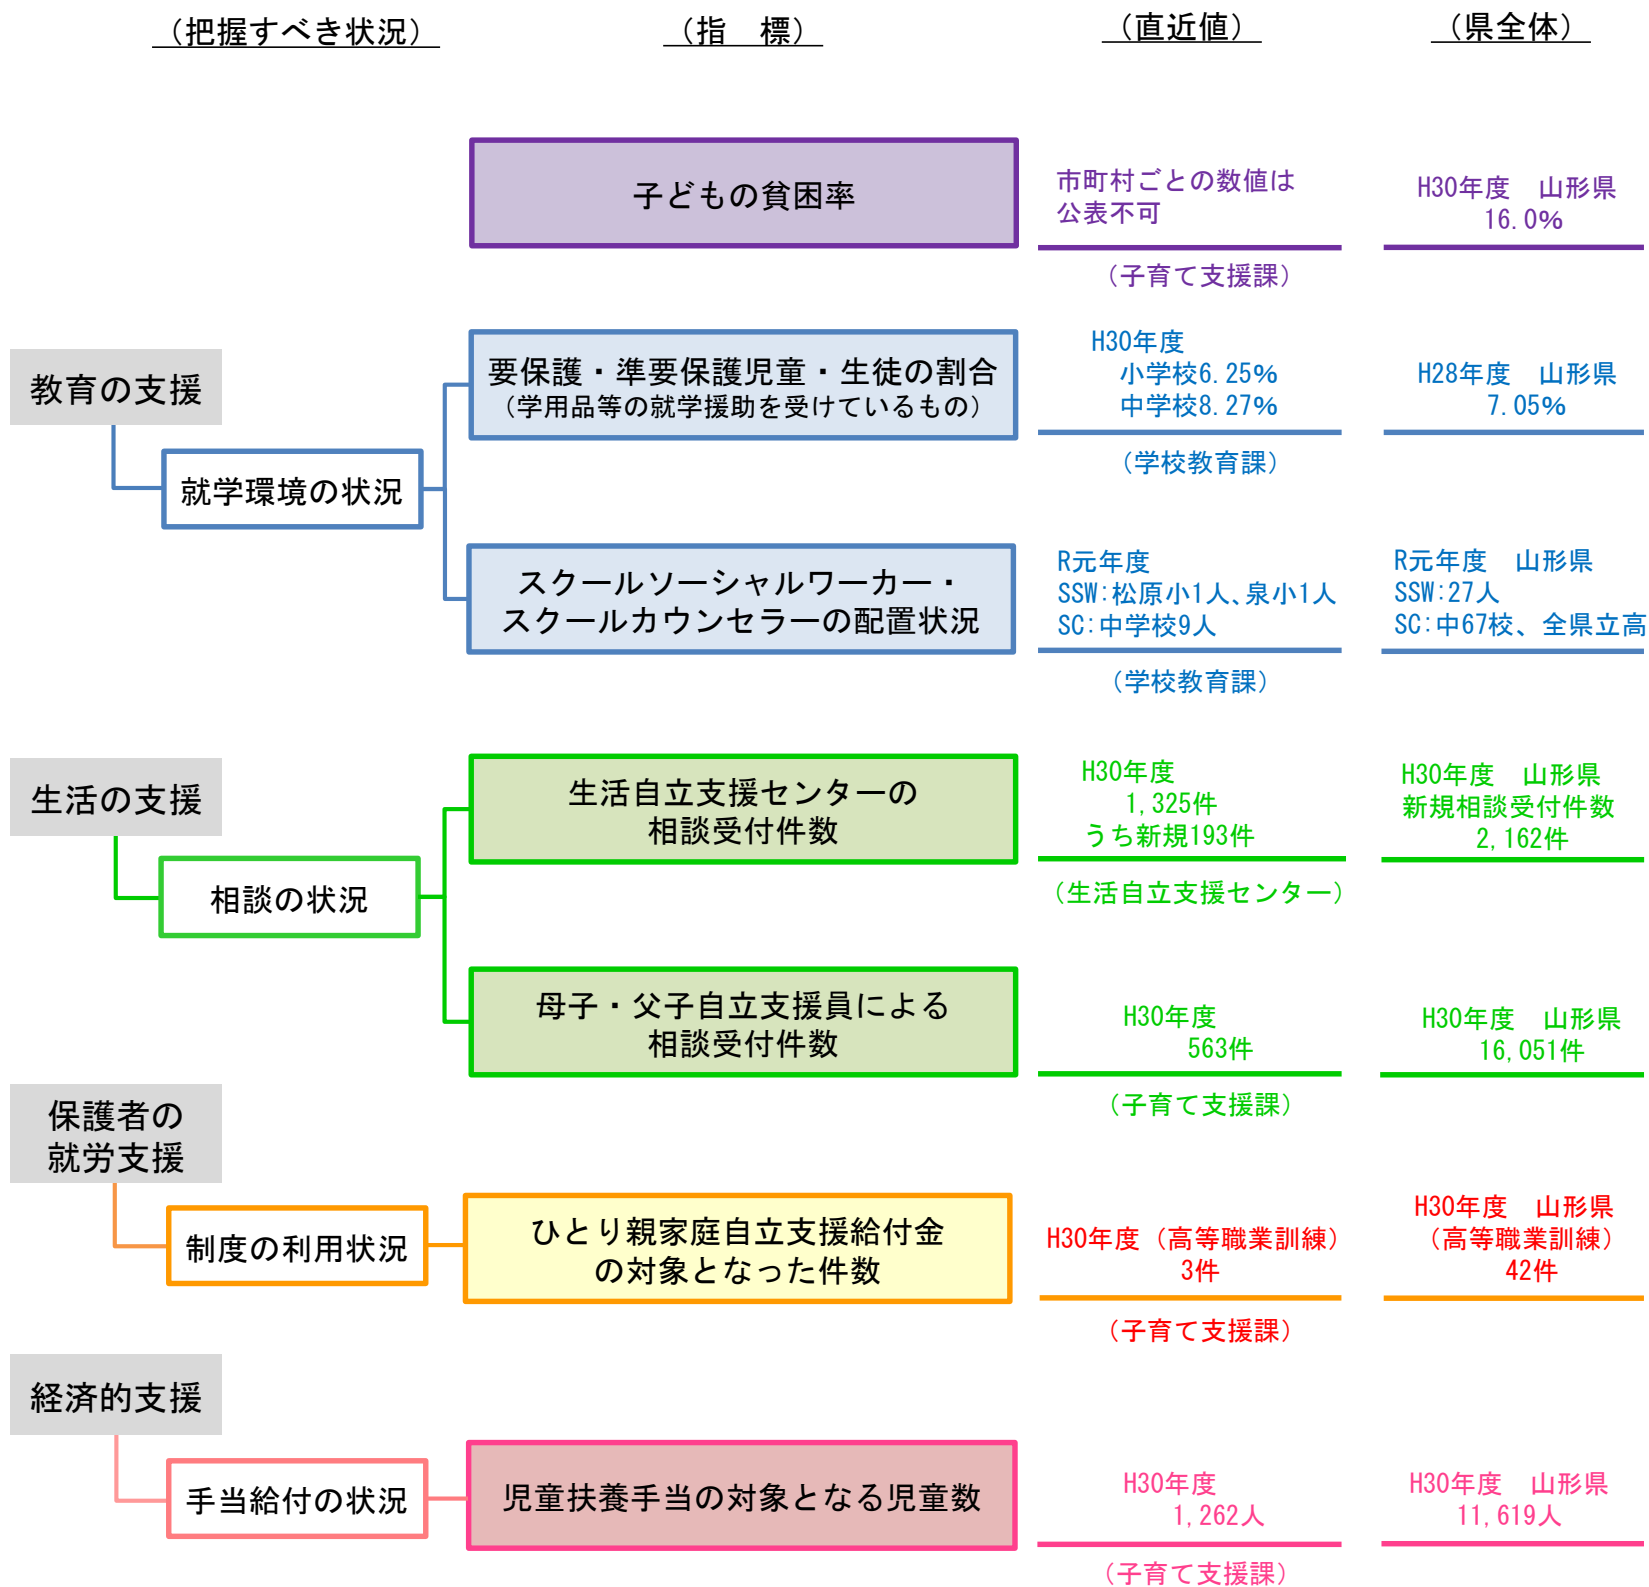 （把握すべき状況）
（指　標）
（直近値）
（県全体）
子どもの貧困率
市町村ごとの数値は
公表不可
（子育て支援課）
H30年度　山形県
16.0%
教育の支援
就学環境の状況
要保護・準要保護児童・生徒の割合
（学用品等の就学援助を受けているもの）
H30年度
小学校6.25%
中学校8.27%
（学校教育課）
H28年度　山形県
7.05%
スクールソーシャルワーカー・
スクールカウンセラーの配置状況
R元年度
SSW:松原小1人、泉小1人
SC:中学校9人
（学校教育課）
R元年度　山形県
SSW:27人
SC:中67校、全県立高
生活の支援
相談の状況
生活自立支援センターの
相談受付件数
H30年度
1,325件
うち新規193件
（生活自立支援センター）
H30年度　山形県
新規相談受付件数
2,162件
母子・父子自立支援員による
相談受付件数
H30年度
563件
（子育て支援課）
H30年度　山形県
16,051件
保護者の
就労支援
制度の利用状況
ひとり親家庭自立支援給付金
の対象となった件数
H30年度（高等職業訓練）
3件
（子育て支援課）
H30年度　山形県
（高等職業訓練）
42件
経済的支援
手当給付の状況
児童扶養手当の対象となる児童数
H30年度
1,262人
（子育て支援課）
H30年度　山形県
11,619人